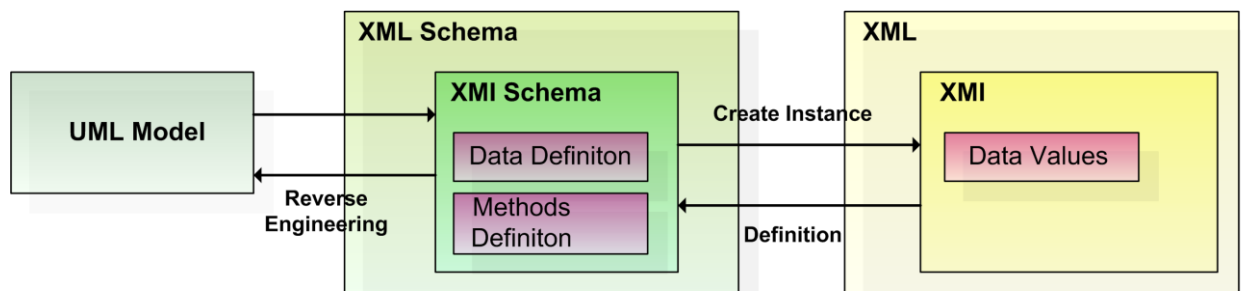 XML Schema
XML
UML Model
XMI Schema
XMI
Create Instance
Data Definiton
Data Values
Reverse
Engineering
Methods
Definiton
Definition